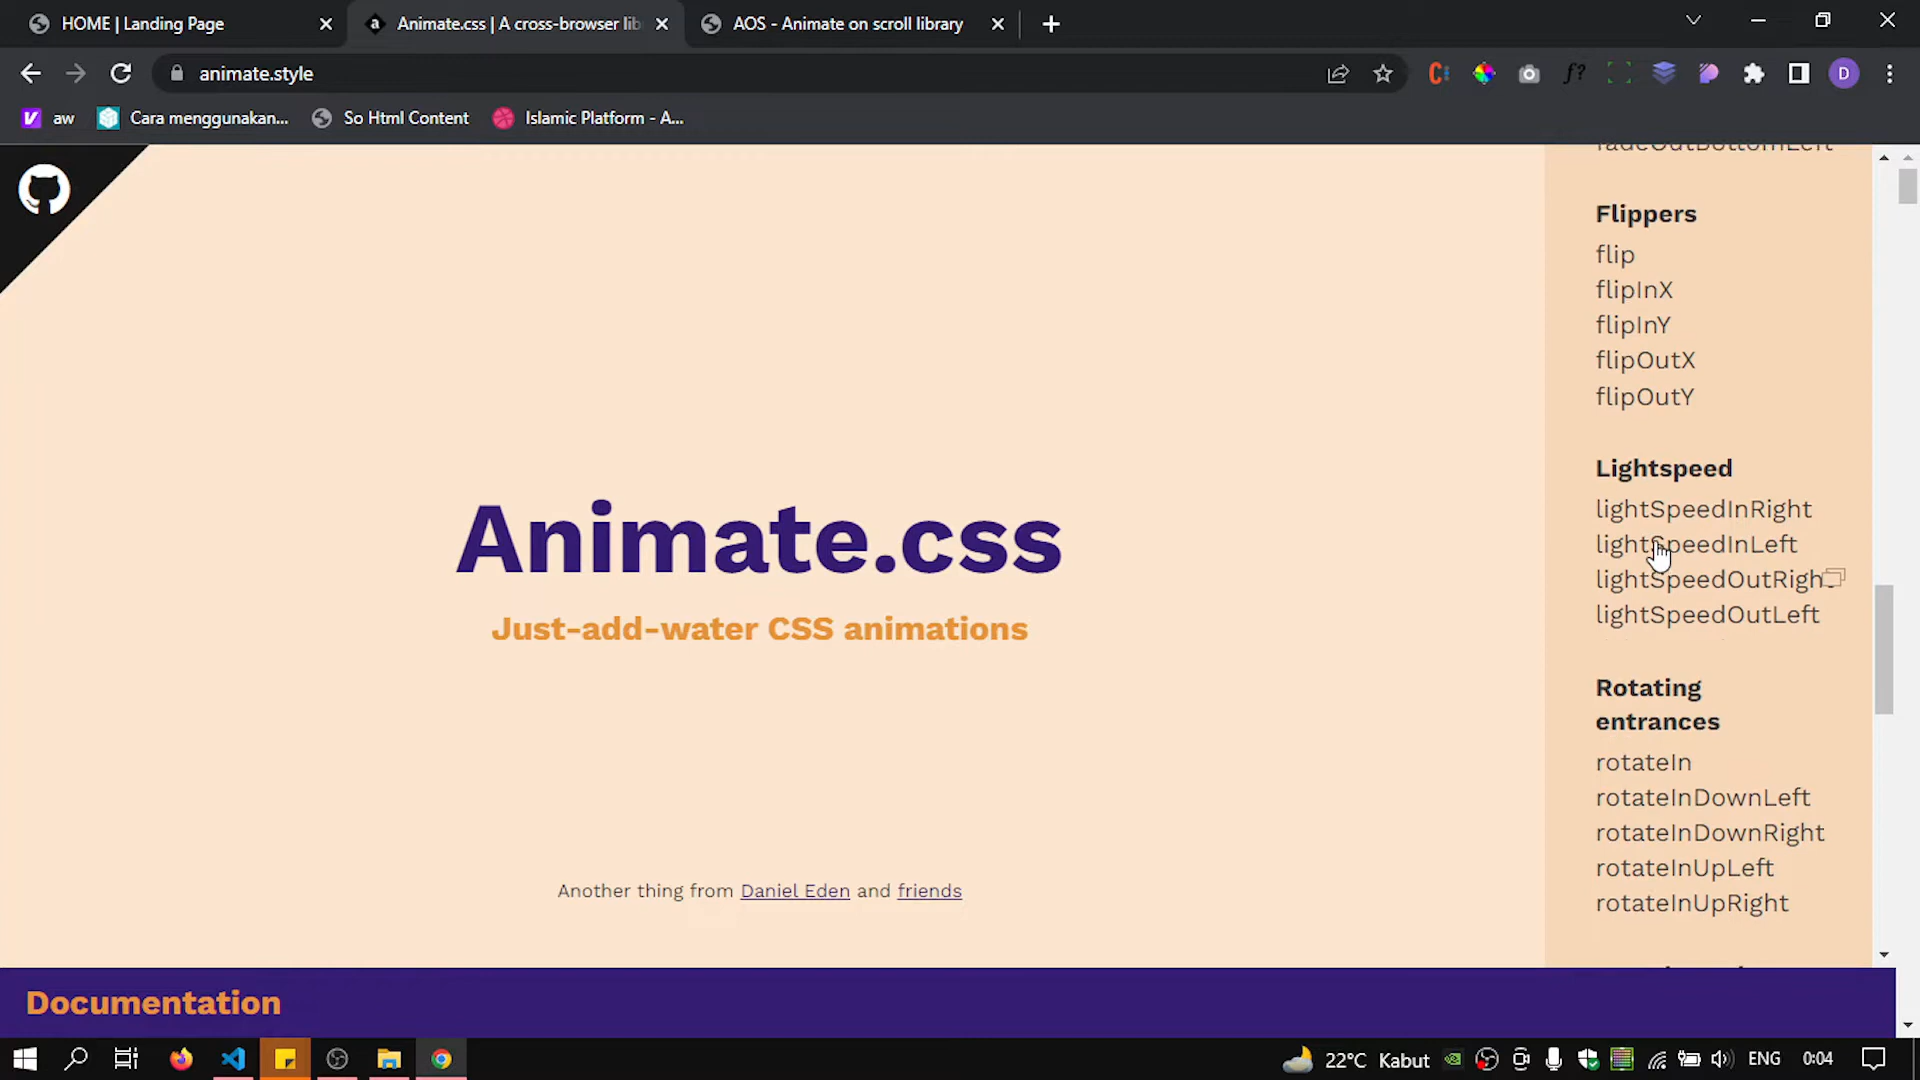 HOME | Landing Page
Animate.css | A cross-browser lib
AOS - Animate on scroll library
animate.style
f?
D
aw
Cara menggunakan...
So Html Content
Islamic Platform - A...
fadeOutBottomLeft
Flippers
flip
flipInX
flipInY
flipOutX
flipOutY
Lightspeed
lightSpeedInRight
lightSpeedInLeft
lightSpeedOutRight
lightSpeedOutLeft
Rotating
entrances
rotateIn
rotateInDownLeft
rotateInDownRight
rotateInUpLeft
rotateInUpRight
Animate.css
Just-add-water CSS animations
Another thing from Daniel Eden and friends
Documentation
22°C Kabut
ENG
0:04